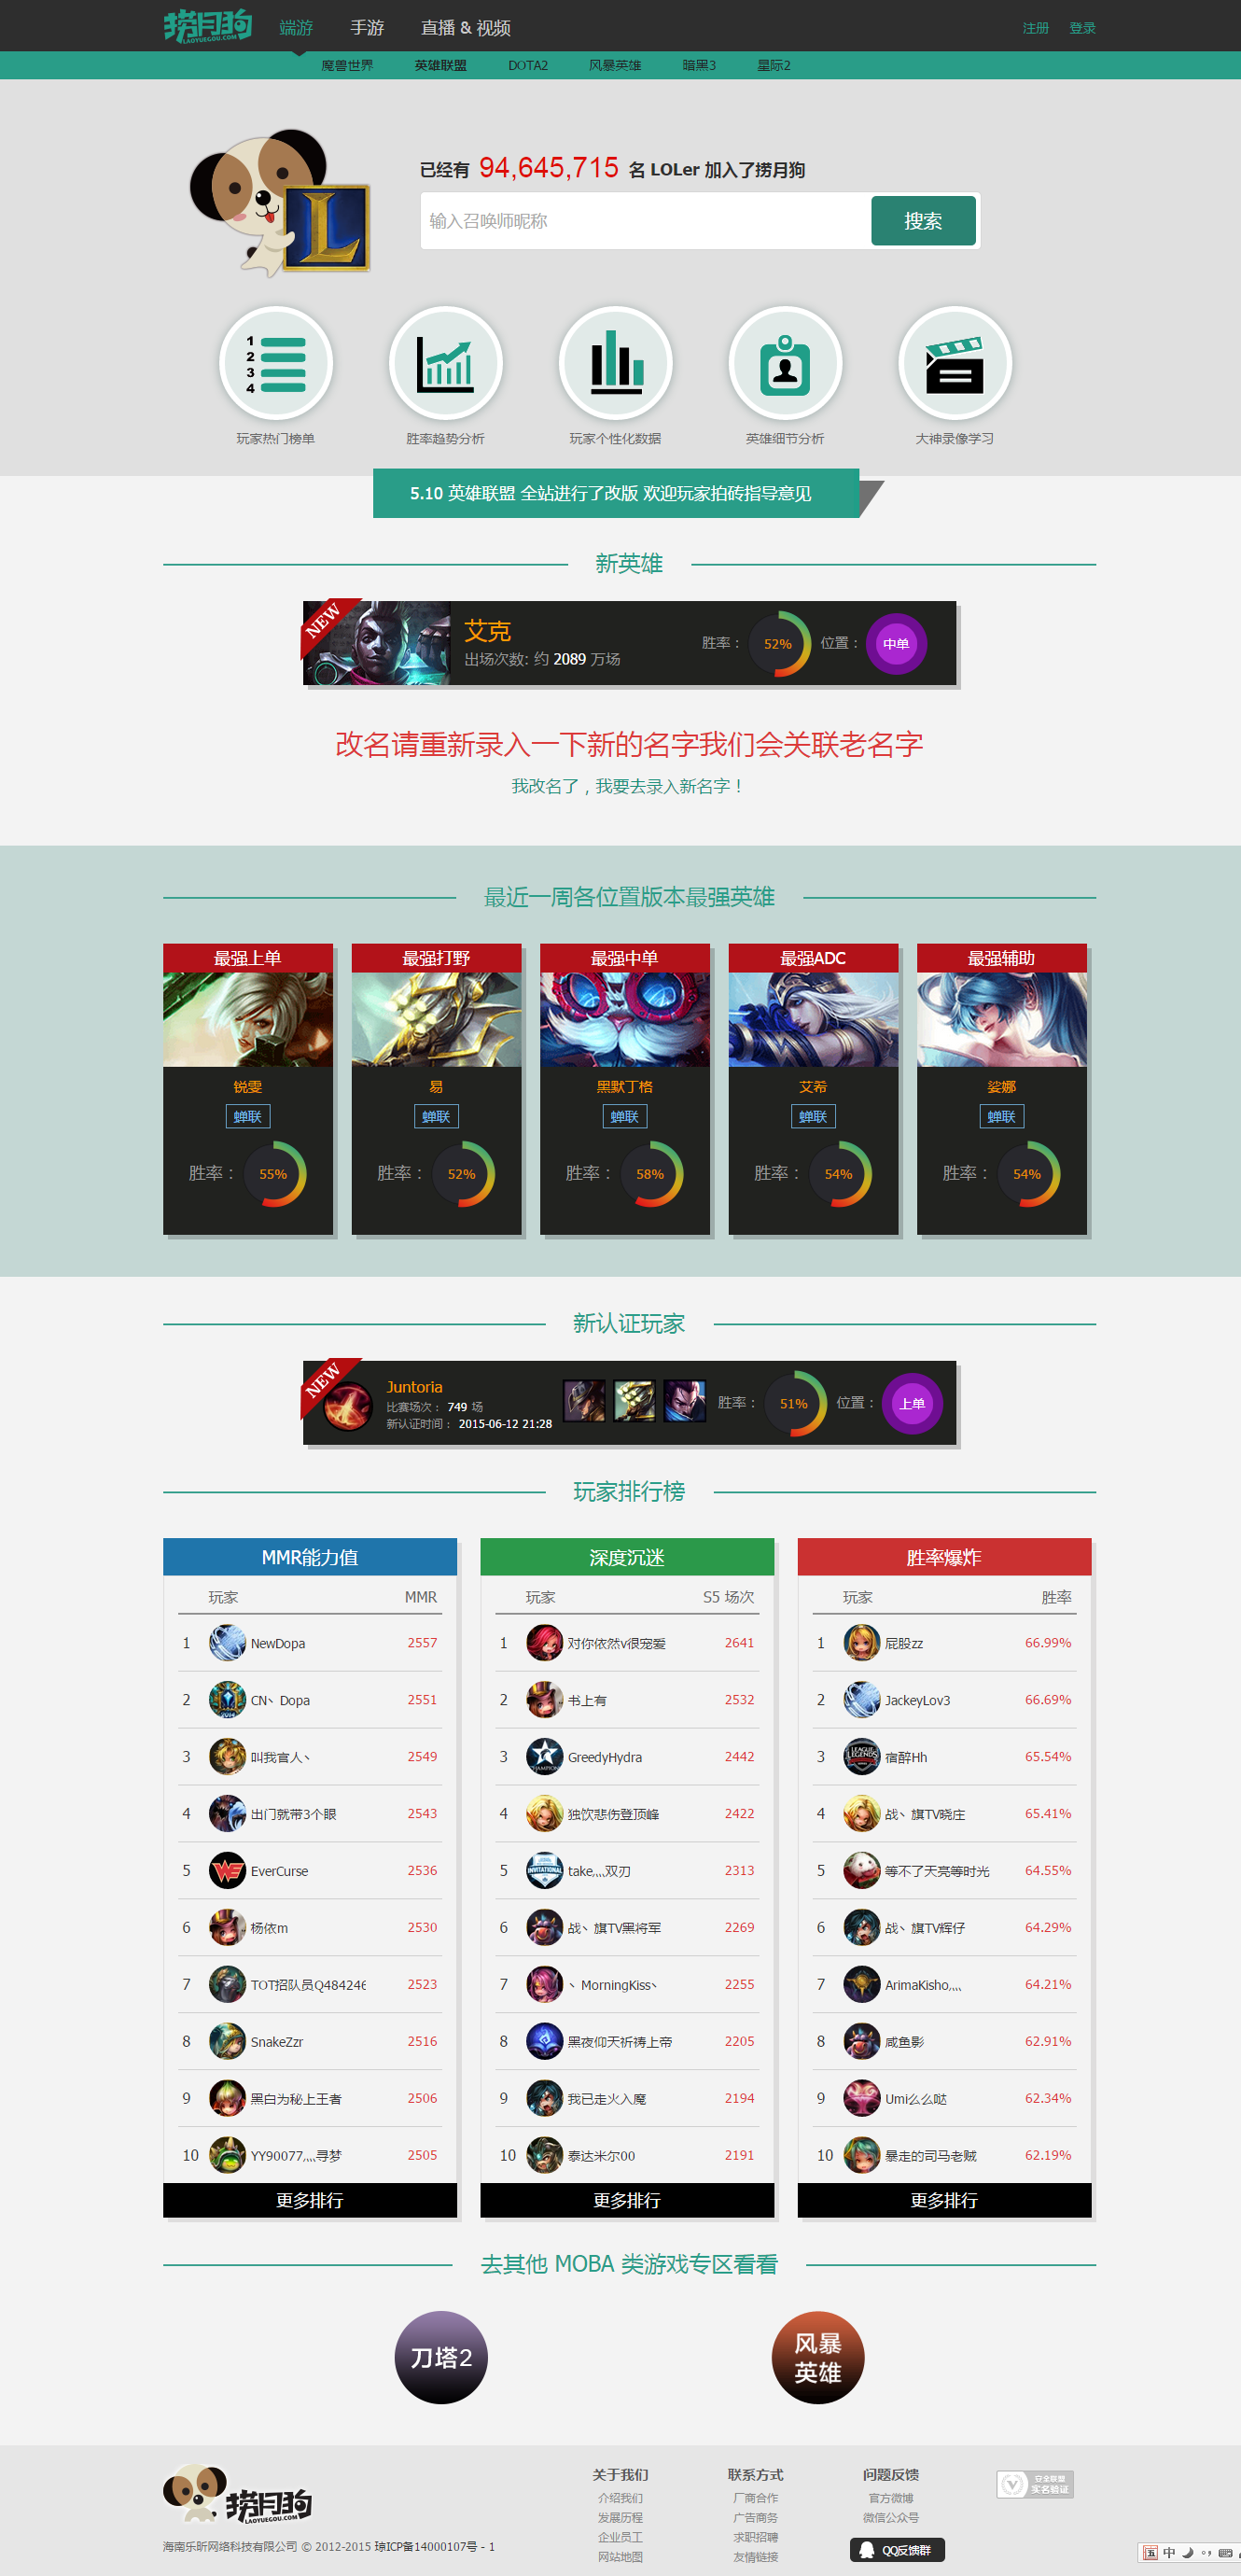 捞月狗
LAOYUEGOU.COM
端游 手游 直播 & 视频
注册 登录
魔兽世界 英雄联盟 DOTA2 风暴英雄 暗黑3 星际2
已经有 94,645,715 名 LOLer 加入了捞月狗
输入召唤师昵称 搜索
L
1
2
3
4
玩家热门榜单 胜率趋势分析 玩家个性化数据 英雄细节分析 大神录像学习
5.10 英雄联盟 全站进行了改版 欢迎玩家拍砖指导意见
新英雄
NEW
艾克
出场次数: 约 2089 万场
胜率： 52% 位置： 中单
改名请重新录入一下新的名字我们会关联老名字
我改名了，我要去录入新名字！
最近一周各位置版本最强英雄
最强上单 最强打野 最强中单 最强ADC 最强辅助
锐雯 易 黑默丁格 艾希 娑娜
蝉联 蝉联 蝉联 蝉联 蝉联
胜率： 55% 胜率： 52% 胜率： 58% 胜率： 54% 胜率： 54%
新认证玩家
NEW
Juntoria
比赛场次： 749 场
新认证时间： 2015-06-12 21:28
胜率： 51% 位置： 上单
玩家排行榜
MMR能力值
玩家 MMR
1 NewDopa 2557
2 CN丶Dopa 2551
3 叫我官人丶 2549
4 出门就带3个眼 2543
5 EverCurse 2536
6 杨依m 2530
7 TOT招队员Q484246 2523
8 SnakeZzr 2516
9 黑白为秘上王者 2506
10 YY90077,,,,寻梦 2505
更多排行
深度沉迷
玩家 S5 场次
1 对你依然v很宠爱 2641
2 书上有 2532
3 GreedyHydra 2442
4 独饮悲伤登顶峰 2422
5 take,,,,双刃 2313
6 战丶旗TV黑将军 2269
7 丶MorningKiss丶 2255
8 黑夜仰天祈祷上帝 2205
9 我已走火入魔 2194
10 泰达米尔00 2191
更多排行
胜率爆炸
玩家 胜率
1 屁股zz 66.99%
2 JackeyLov3 66.69%
3 宿醉Hh 65.54%
4 战丶旗TV晓庄 65.41%
5 等不了天亮等时光 64.55%
6 战丶旗TV辉仔 64.29%
7 ArimaKisho,,,, 64.21%
8 咸鱼影 62.91%
9 Umi么么哒 62.34%
10 暴走的司马老贼 62.19%
更多排行
去其他 MOBA 类游戏专区看看
刀塔2
风暴
英雄
捞月狗
LAOYUEGOU.COM
海南乐昕网络科技有限公司 © 2012-2015 琼ICP备14000107号 - 1
关于我们
介绍我们
发展历程
企业员工
网站地图
联系方式
厂商合作
广告商务
求职招聘
友情链接
问题反馈
官方微博
微信公众号
QQ反馈群
安全联盟
实名验证
五 中